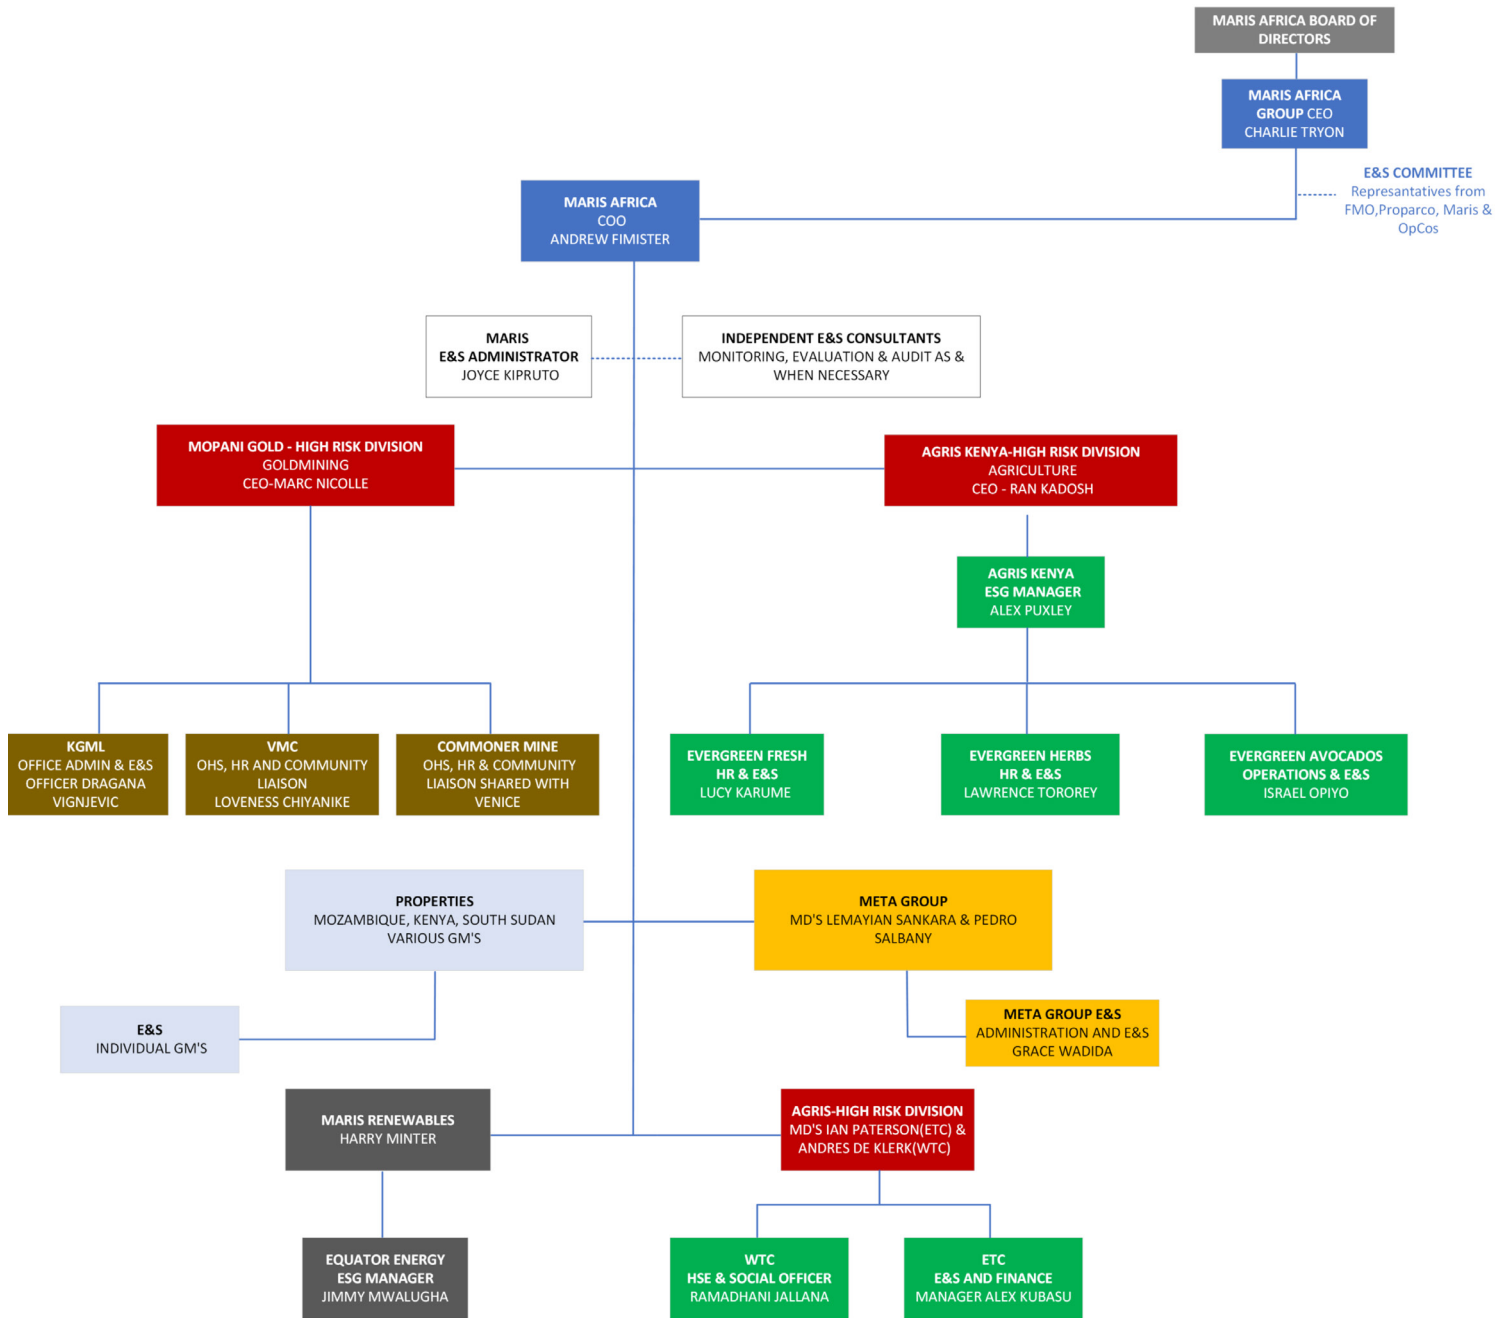 MARIS AFRICA BOARD OF
DIRECTORS
MARIS AFRICA
GROUP CEO
CHARLIE TRYON
E&S COMMITTEE
Represantatives from
FMO,Proparco, Maris &
OpCos
MARIS AFRICA
COO
ANDREW FIMISTER
MARIS
E&S ADMINISTRATOR
JOYCE KIPRUTO
INDEPENDENT E&S CONSULTANTS
MONITORING, EVALUATION & AUDIT AS &
WHEN NECESSARY
MOPANI GOLD - HIGH RISK DIVISION
GOLDMINING
CEO-MARC NICOLLE
AGRIS KENYA-HIGH RISK DIVISION
AGRICULTURE
CEO - RAN KADOSH
AGRIS KENYA
ESG MANAGER
ALEX PUXLEY
KGML
OFFICE ADMIN & E&S
OFFICER DRAGANA
VIGNJEVIC
VMC
OHS, HR AND COMMUNITY
LIAISON
LOVENESS CHIYANIKE
COMMONER MINE
OHS, HR & COMMUNITY
LIAISON SHARED WITH
VENICE
EVERGREEN FRESH
HR & E&S
LUCY KARUME
EVERGREEN HERBS
HR & E&S
LAWRENCE TOROREY
EVERGREEN AVOCADOS
OPERATIONS & E&S
ISRAEL OPIYO
PROPERTIES
MOZAMBIQUE, KENYA, SOUTH SUDAN
VARIOUS GM'S
META GROUP
MD'S LEMAYIAN SANKARA & PEDRO
SALBANY
E&S
INDIVIDUAL GM'S
META GROUP E&S
ADMINISTRATION AND E&S
GRACE WADIDA
MARIS RENEWABLES
HARRY MINTER
AGRIS-HIGH RISK DIVISION
MD'S IAN PATERSON(ETC) &
ANDRES DE KLERK(WTC)
EQUATOR ENERGY
ESG MANAGER
JIMMY MWALUGHA
WTC
HSE & SOCIAL OFFICER
RAMADHANI JALLANA
ETC
E&S AND FINANCE
MANAGER ALEX KUBASU